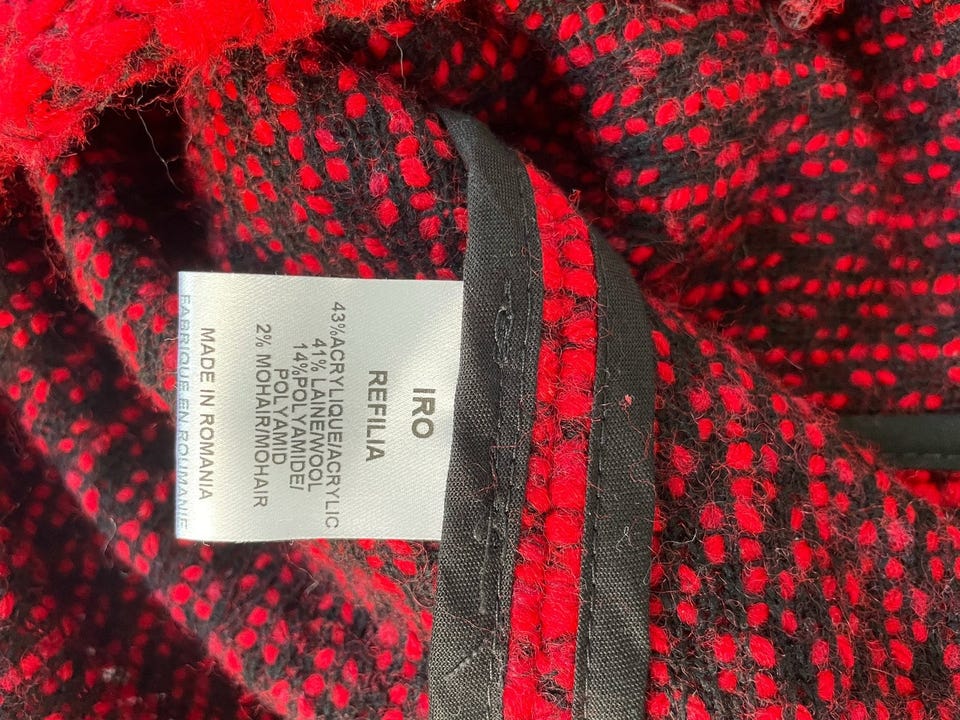 IRO
REFILIA
43%ACRYLIQUE/ACRYLIC
41% LAINE/WOOL
14%POLYAMIDE/
POLYAMID
2% MOHAIR/MOHAIR
MADE IN ROMANIA
FABRIQUE EN ROUMANIE